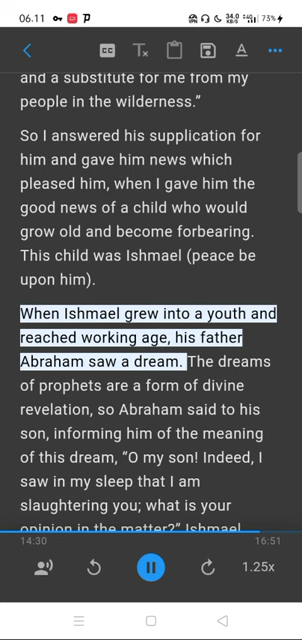 06.11
34.0
KB/S
73%
CC
and a substitute for me from my
people in the wilderness.”
So I answered his supplication for
him and gave him news which
pleased him, when I gave him the
good news of a child who would
grow old and become forbearing.
This child was Ishmael (peace be
upon him).
When Ishmael grew into a youth and
reached working age, his father
Abraham saw a dream. The dreams
of prophets are a form of divine
revelation, so Abraham said to his
son, informing him of the meaning
of this dream, “O my son! Indeed, I
saw in my sleep that I am
slaughtering you; what is your
opinion in the matter?” Ishmael
14:30
16:51
1.25x